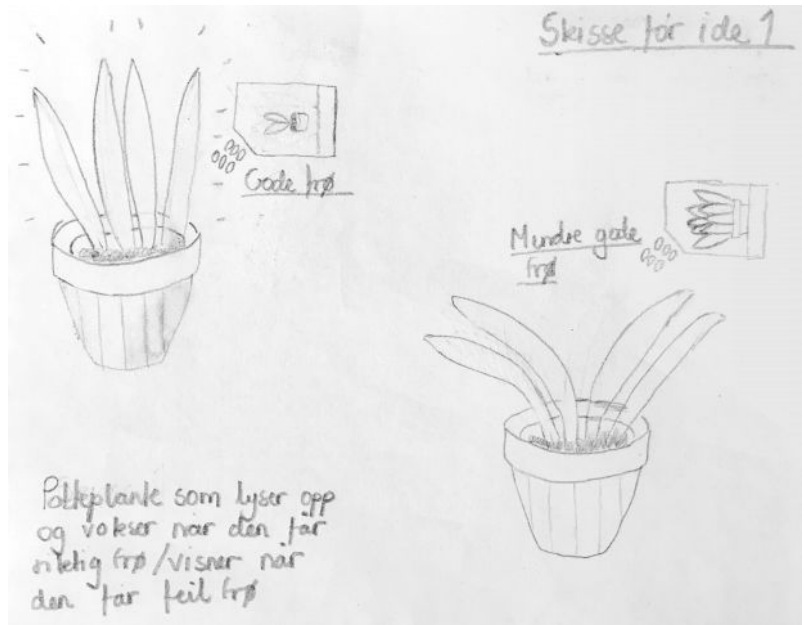 Skisse for ide 1
Gode frø
Mindre gode
frø
Potteplante som lyser opp
og vokser når den får
riktig frø/visner når
den får feil frø